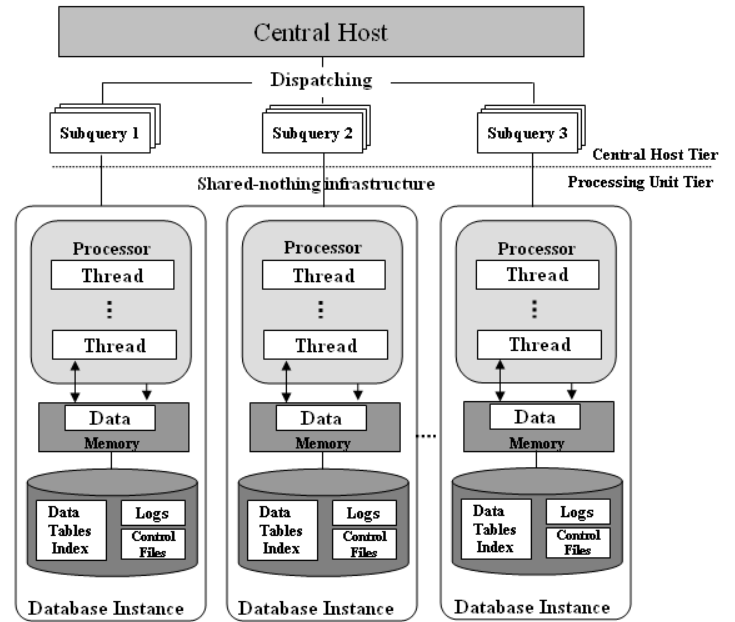 Central Host
Dispatching
Subquery 1
Subquery 2
Subquery 3
Central Host Tier
Shared-nothing infrastructure
Processing Unit Tier
Processor
Thread
Thread
Data
Memory
Data
Tables
Index
Logs
Control
Files
Database Instance
Processor
Thread
Thread
Data
Memory
Data
Tables
Index
Logs
Control
Files
Database Instance
Processor
Thread
Thread
Data
Memory
Data
Tables
Index
Logs
Control
Files
Database Instance